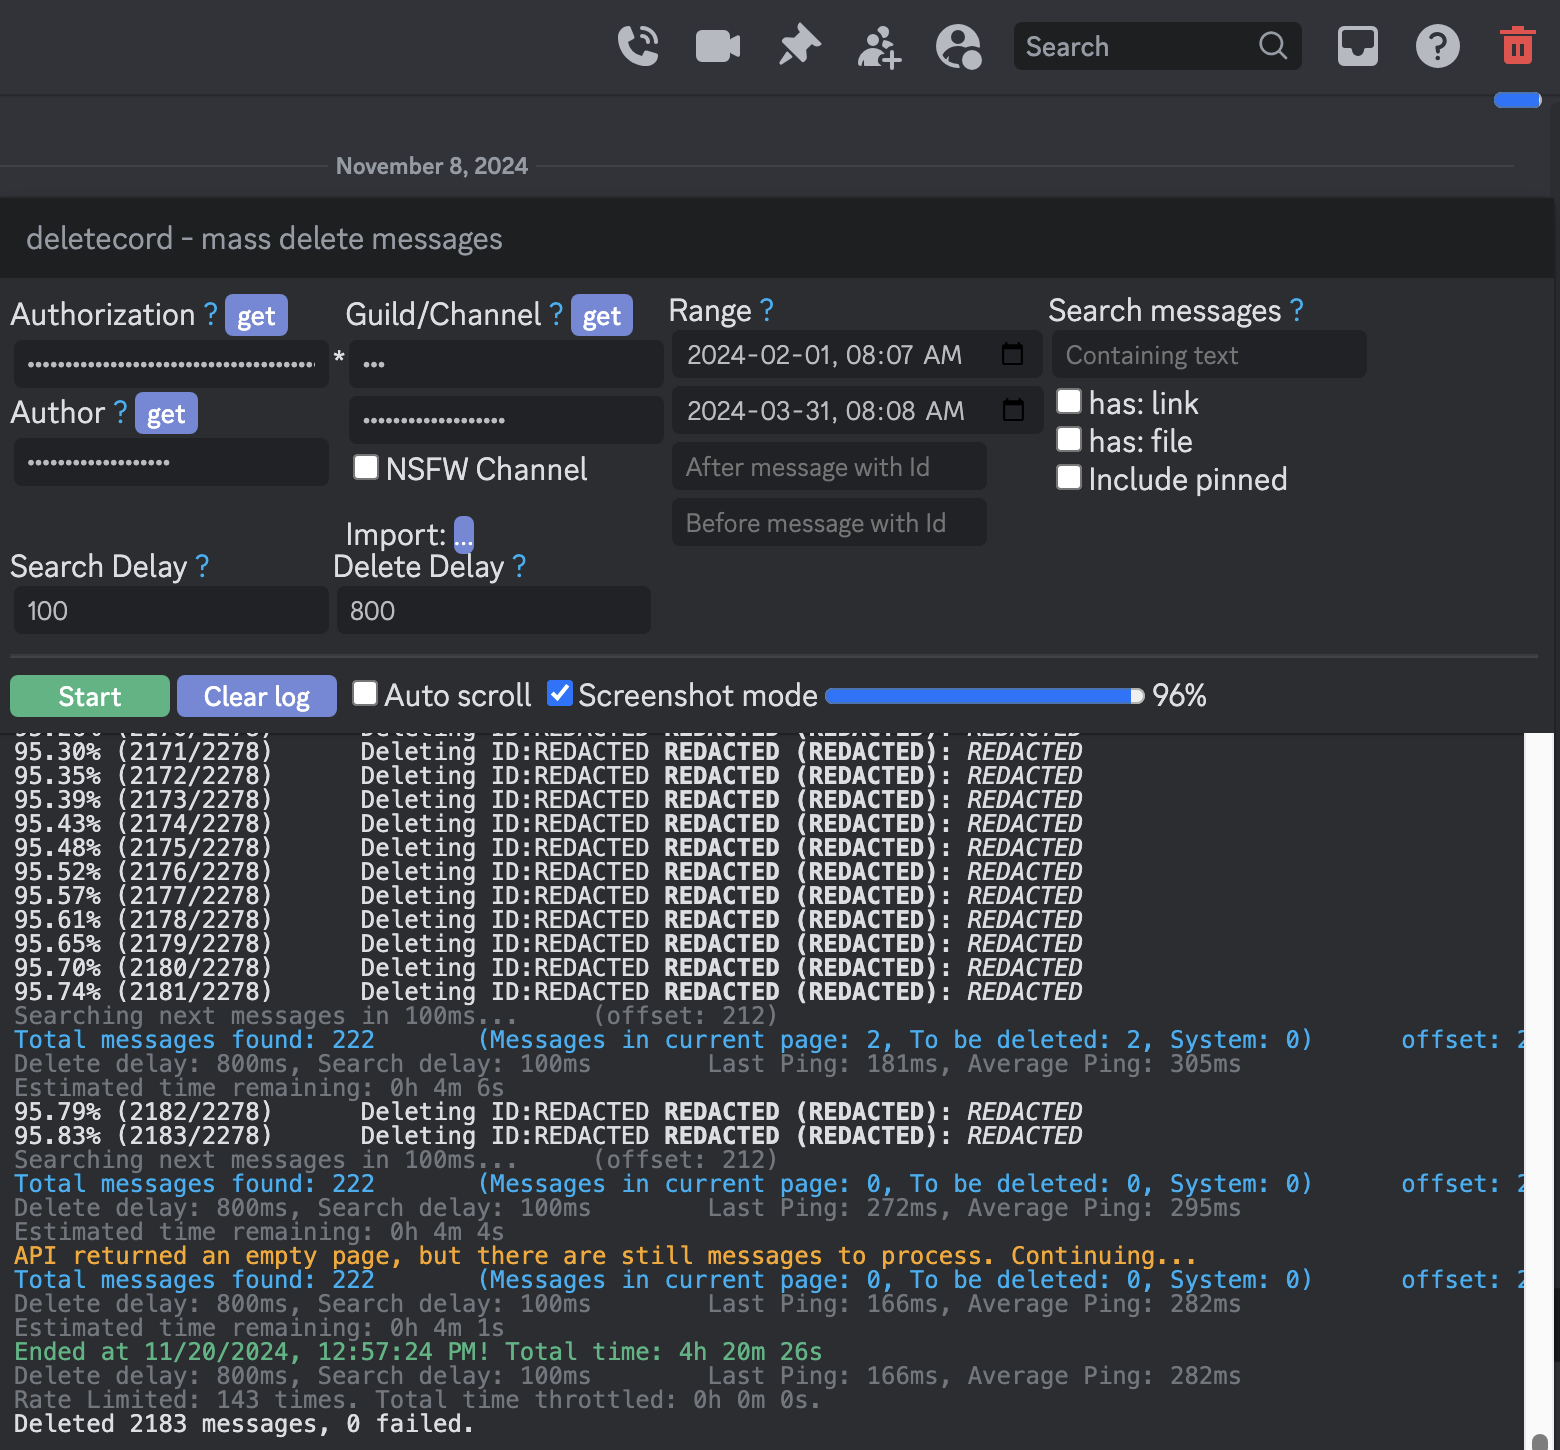 Search
November 8, 2024
deletecord - mass delete messages
Authorization ? get
Guild/Channel ? get
Range ?
Search messages ?
••••••••••••••••••••••••••••••••••••••• *
•••
2024-02-01, 08:07 AM
Containing text
Author ? get
•••••••••••••••••••
2024-03-31, 08:08 AM
has: link
has: file
•••••••••••••••••••
NSFW Channel
After message with Id
Include pinned
Before message with Id
Import: ...
Search Delay ?
Delete Delay ?
100
800
Start
Clear log
Auto scroll
Screenshot mode
96%
95.30% (2171/2278) Deleting ID:REDACTED REDACTED (REDACTED): REDACTED
95.35% (2172/2278) Deleting ID:REDACTED REDACTED (REDACTED): REDACTED
95.39% (2173/2278) Deleting ID:REDACTED REDACTED (REDACTED): REDACTED
95.43% (2174/2278) Deleting ID:REDACTED REDACTED (REDACTED): REDACTED
95.48% (2175/2278) Deleting ID:REDACTED REDACTED (REDACTED): REDACTED
95.52% (2176/2278) Deleting ID:REDACTED REDACTED (REDACTED): REDACTED
95.57% (2177/2278) Deleting ID:REDACTED REDACTED (REDACTED): REDACTED
95.61% (2178/2278) Deleting ID:REDACTED REDACTED (REDACTED): REDACTED
95.65% (2179/2278) Deleting ID:REDACTED REDACTED (REDACTED): REDACTED
95.70% (2180/2278) Deleting ID:REDACTED REDACTED (REDACTED): REDACTED
95.74% (2181/2278) Deleting ID:REDACTED REDACTED (REDACTED): REDACTED
Searching next messages in 100ms... (offset: 212)
Total messages found: 222 (Messages in current page: 2, To be deleted: 2, System: 0) offset: 2
Delete delay: 800ms, Search delay: 100ms Last Ping: 181ms, Average Ping: 305ms
Estimated time remaining: 0h 4m 6s
95.79% (2182/2278) Deleting ID:REDACTED REDACTED (REDACTED): REDACTED
95.83% (2183/2278) Deleting ID:REDACTED REDACTED (REDACTED): REDACTED
Searching next messages in 100ms... (offset: 212)
Total messages found: 222 (Messages in current page: 0, To be deleted: 0, System: 0) offset: 2
Delete delay: 800ms, Search delay: 100ms Last Ping: 272ms, Average Ping: 295ms
Estimated time remaining: 0h 4m 4s
API returned an empty page, but there are still messages to process. Continuing...
Total messages found: 222 (Messages in current page: 0, To be deleted: 0, System: 0) offset: 2
Delete delay: 800ms, Search delay: 100ms Last Ping: 166ms, Average Ping: 282ms
Estimated time remaining: 0h 4m 1s
Ended at 11/20/2024, 12:57:24 PM! Total time: 4h 20m 26s
Delete delay: 800ms, Search delay: 100ms Last Ping: 166ms, Average Ping: 282ms
Rate Limited: 143 times. Total time throttled: 0h 0m 0s.
Deleted 2183 messages, 0 failed.